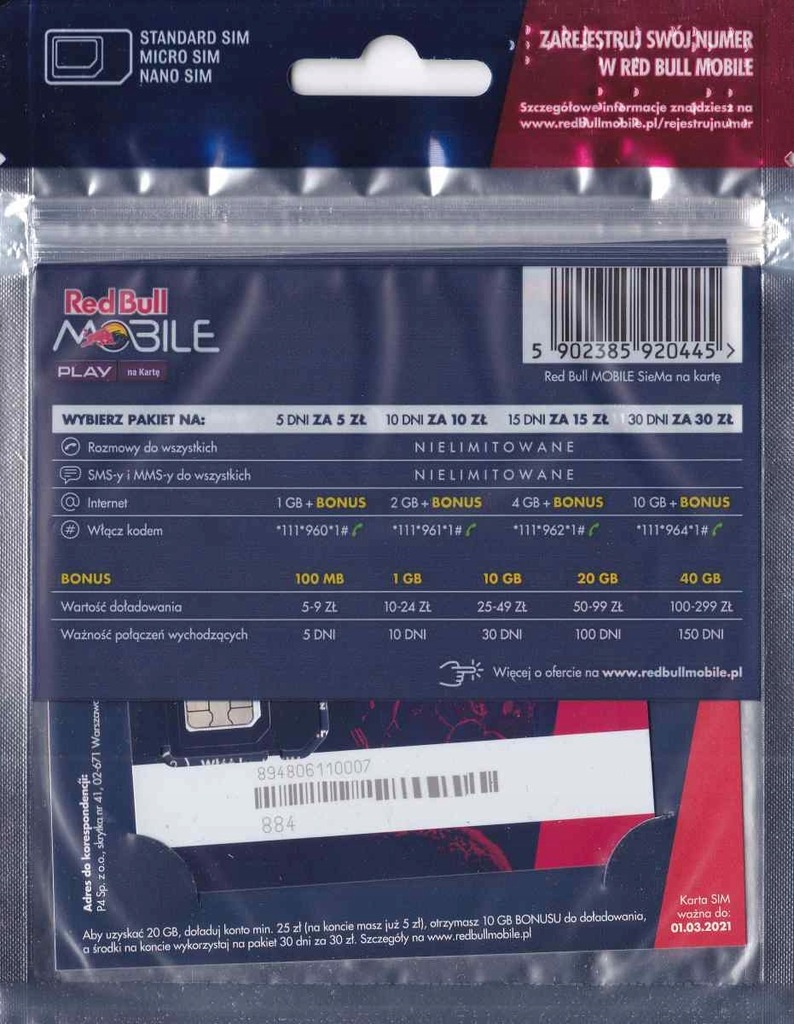 STANDARD SIM
MICRO SIM
NANO SIM
ZAREJESTRUJ SWÓJ NUMER
W RED BULL MOBILE
Szczegółowe informacje znajdziesz na
www.redbullmobile.pl/rejestrujnumer
Red Bull
MOBILE
PLAY na Kartę
5 902385 920445 >
Red Bull MOBILE SieMa na kartę
WYBIERZ PAKIET NA: 5 DNI ZA 5 ZŁ 10 DNI ZA 10 ZŁ 15 DNI ZA 15 ZŁ 30 DNI ZA 30 ZŁ
Rozmowy do wszystkich NIELIMITOWANE
SMS-y i MMS-y do wszystkich NIELIMITOWANE
@ Internet 1 GB + BONUS 2 GB + BONUS 4 GB + BONUS 10 GB + BONUS
# Włącz kodem *111*960*1# *111*961*1# *111*962*1# *111*964*1#
BONUS 100 MB 1 GB 10 GB 20 GB 40 GB
Wartość doładowania 5-9 ZŁ 10-24 ZŁ 25-49 ZŁ 50-99 ZŁ 100-299 ZŁ
Ważność połączeń wychodzących 5 DNI 10 DNI 30 DNI 100 DNI 150 DNI
Więcej o ofercie na www.redbullmobile.pl
Adres do korespondencji:
P4 Sp. z o.o., skrytka nr 41, 02-671 Warszawa
894806110007
884
Karta SIM
ważna do:
01.03.2021
Aby uzyskać 20 GB, doładuj konto min. 25 zł (na koncie masz już 5 zł), otrzymasz 10 GB BONUSU do doładowania,
a środki na koncie wykorzystaj na pakiet 30 dni za 30 zł. Szczegóły na www.redbullmobile.pl